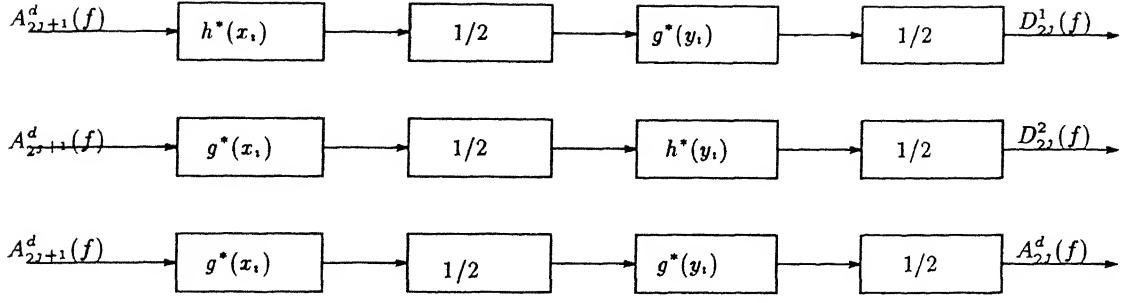 A^d_{2^{j+1}}(f) h*(x_i) 1/2 g*(y_i) 1/2 D^1_{2^j}(f)
A^d_{2^{j+1}}(f) g*(x_i) 1/2 h*(y_i) 1/2 D^2_{2^j}(f)
A^d_{2^{j+1}}(f) g*(x_i) 1/2 g*(y_i) 1/2 A^d_{2^j}(f)